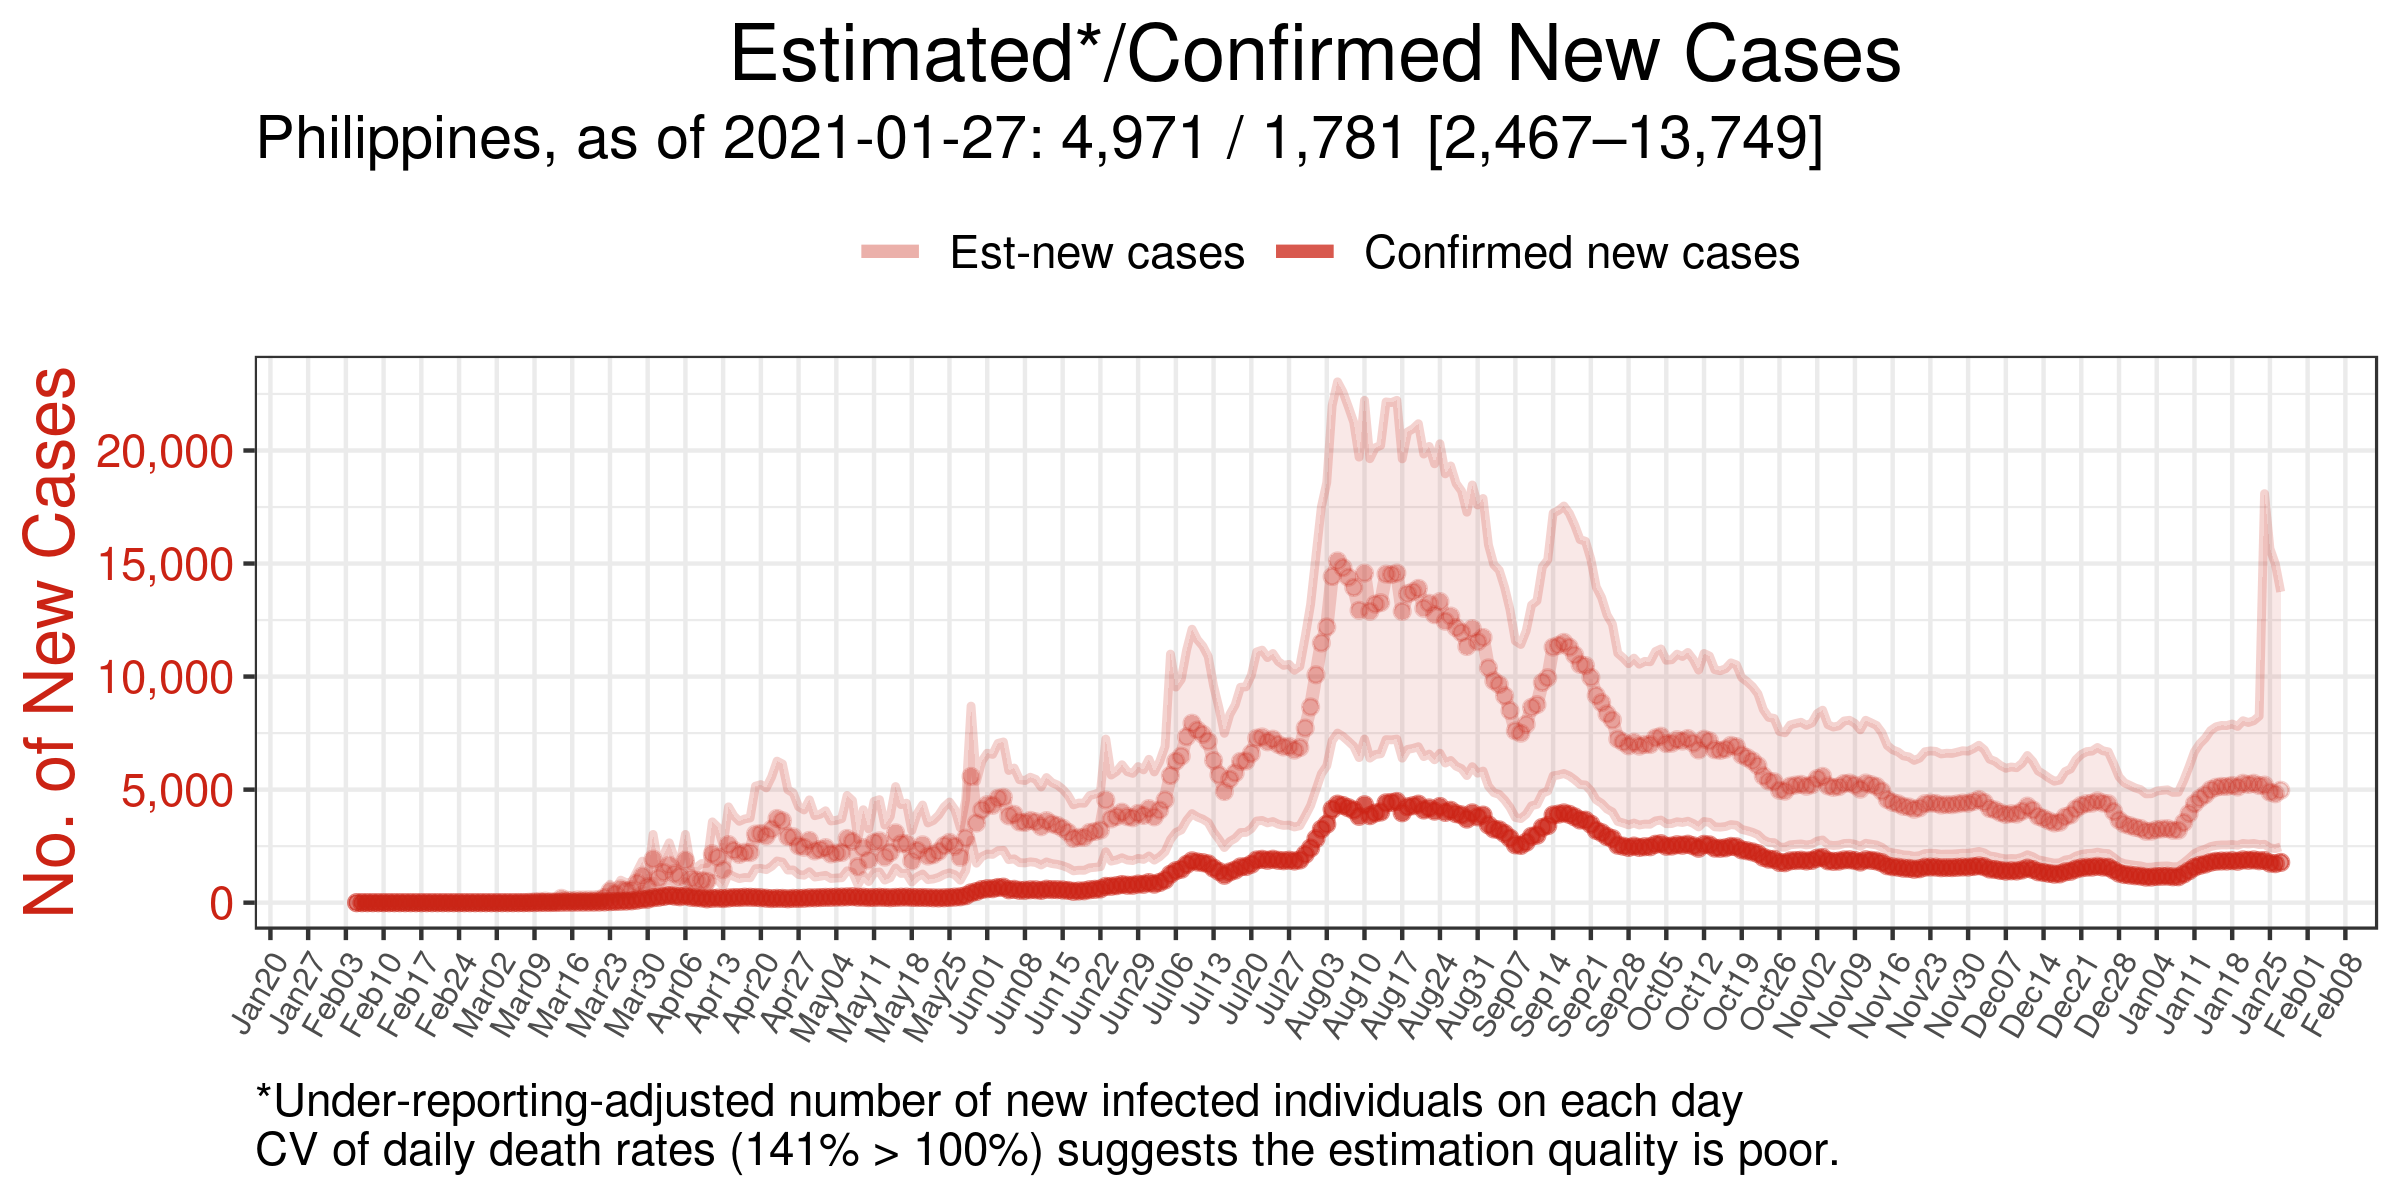 Estimated*/Confirmed New Cases
Philippines, as of 2021-01-27: 4,971 / 1,781 [2,467–13,749]
Est-new cases Confirmed new cases
No. of New Cases
20,000
15,000
10,000
5,000
0
Jan20 Jan27 Feb03 Feb10 Feb17 Feb24 Mar02 Mar09 Mar16 Mar23 Mar30 Apr06 Apr13 Apr20 Apr27 May04 May11 May18 May25 Jun01 Jun08 Jun15 Jun22 Jun29 Jul06 Jul13 Jul20 Jul27 Aug03 Aug10 Aug17 Aug24 Aug31 Sep07 Sep14 Sep21 Sep28 Oct05 Oct12 Oct19 Oct26 Nov02 Nov09 Nov16 Nov23 Nov30 Dec07 Dec14 Dec21 Dec28 Jan04 Jan11 Jan18 Jan25 Feb01 Feb08
*Under-reporting-adjusted number of new infected individuals on each day
CV of daily death rates (141% > 100%) suggests the estimation quality is poor.